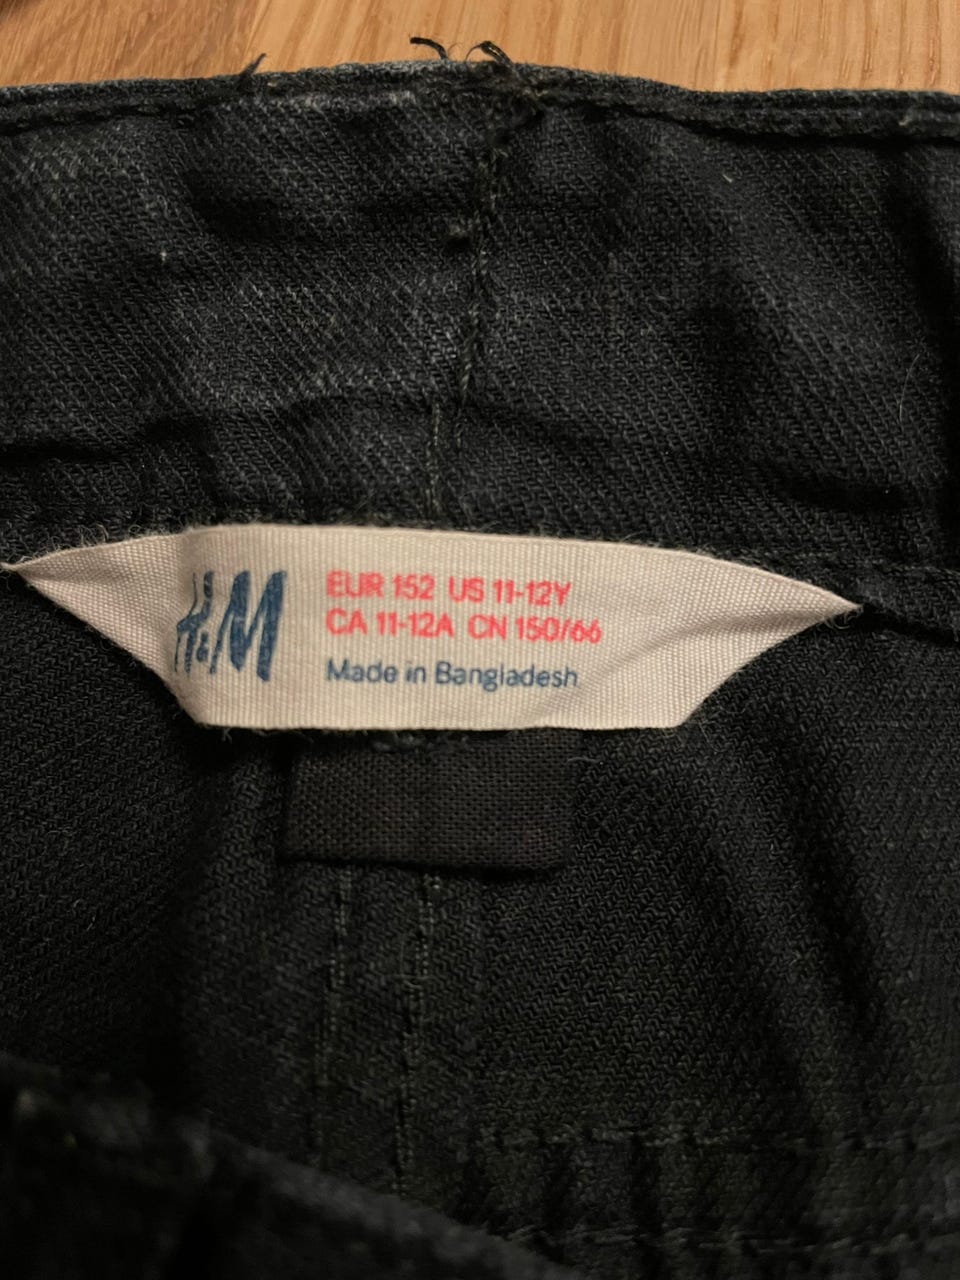 H&M
EUR 152 US 11-12Y
CA 11-12A CN 150/66
Made in Bangladesh